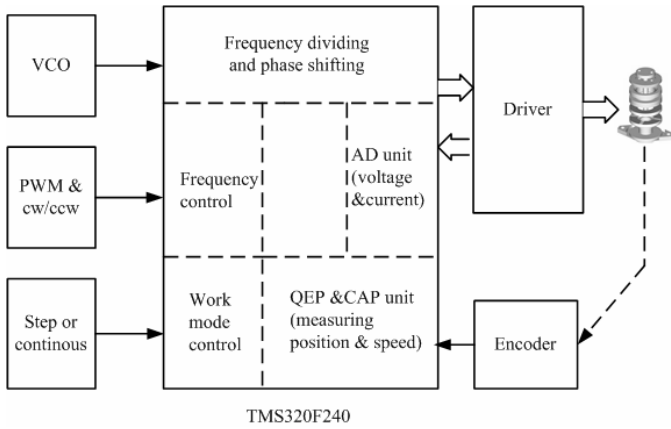 VCO
Frequency dividing
and phase shifting
Driver
PWM &
cw/ccw
Frequency
control
AD unit
(voltage
&current)
Step or
continous
Work
mode
control
QEP &CAP unit
(measuring
position & speed)
Encoder
TMS320F240